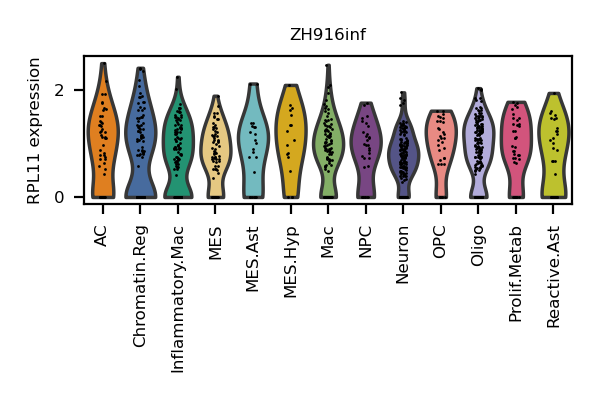 ZH916inf
RPL11 expression
2
0
AC
Chromatin.Reg
Inflammatory.Mac
MES
MES.Ast
MES.Hyp
Mac
NPC
Neuron
OPC
Oligo
Prolif.Metab
Reactive.Ast